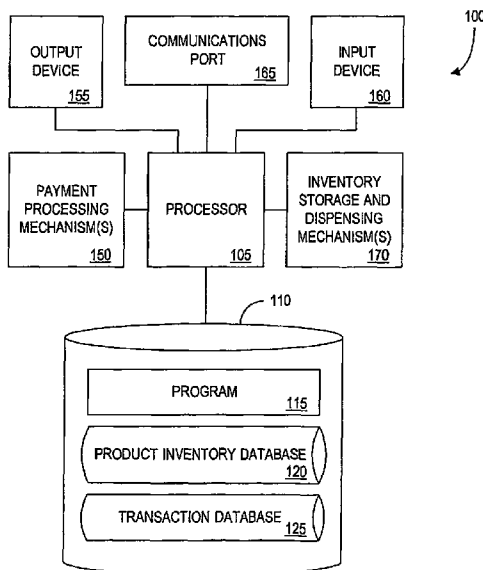 100
OUTPUT
DEVICE
155
COMMUNICATIONS
PORT
165
INPUT
DEVICE
160
PAYMENT
PROCESSING
MECHANISM(S)
150
PROCESSOR
105
INVENTORY
STORAGE AND
DISPENSING
MECHANISM(S)
170
110
PROGRAM
115
PRODUCT INVENTORY DATABASE
120
TRANSACTION DATABASE
125